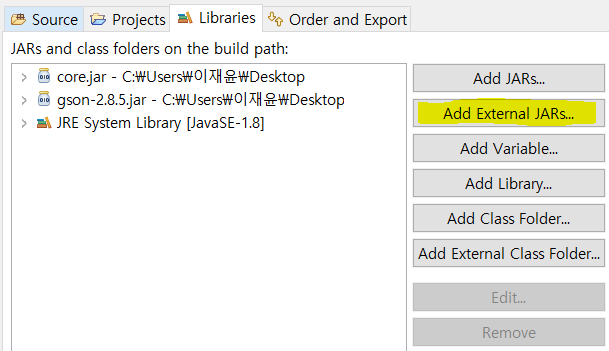 Source Projects Libraries Order and Export
JARs and class folders on the build path:
core.jar - C:₩Users₩이재윤₩Desktop
gson-2.8.5.jar - C:₩Users₩이재윤₩Desktop
JRE System Library [JavaSE-1.8]
Add JARs...
Add External JARs...
Add Variable...
Add Library...
Add Class Folder...
Add External Class Folder...
Edit...
Remove